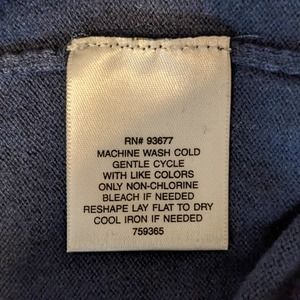 RN# 93677
MACHINE WASH COLD
GENTLE CYCLE
WITH LIKE COLORS
ONLY NON-CHLORINE
BLEACH IF NEEDED
RESHAPE LAY FLAT TO DRY
COOL IRON IF NEEDED
759365